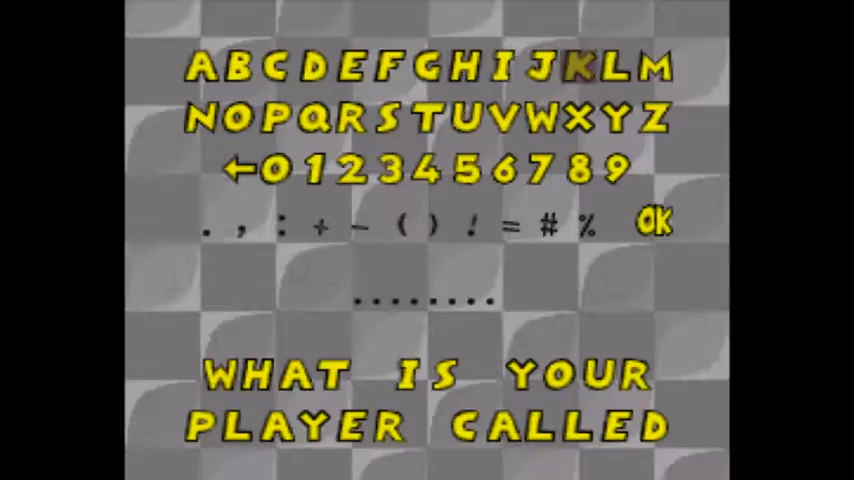 ABCDEFGHIJKLM
NOPQRSTUVWXYZ
←0123456789
. , : + - ( ) ! = # % OK
........
WHAT IS YOUR
PLAYER CALLED